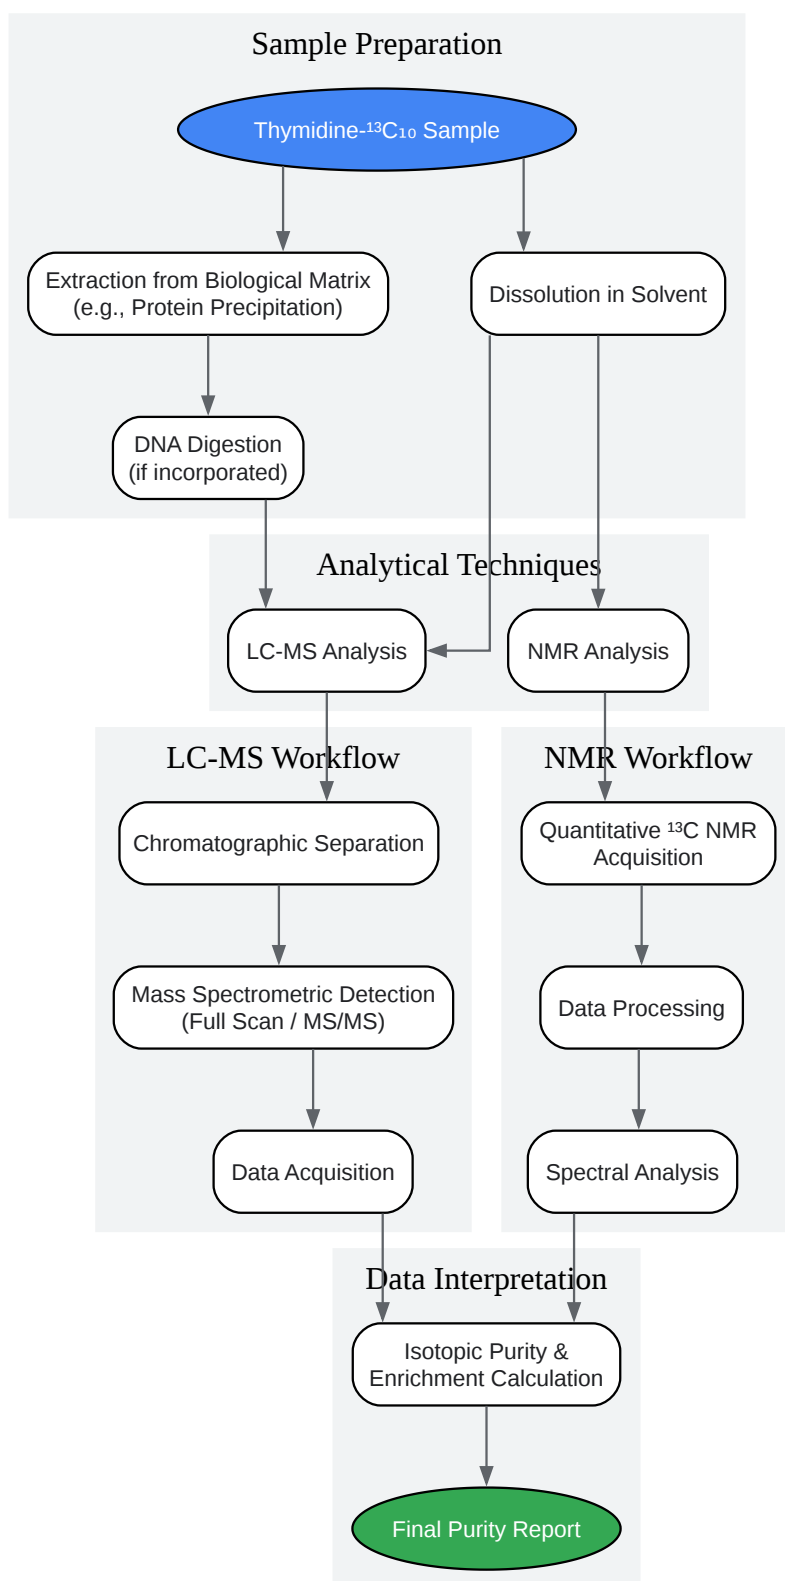 Sample Preparation
Thymidine-¹³C₁₀ Sample
Extraction from Biological Matrix
(e.g., Protein Precipitation)
Dissolution in Solvent
DNA Digestion
(if incorporated)
Analytical Techniques
LC-MS Analysis
NMR Analysis
LC-MS Workflow
NMR Workflow
Chromatographic Separation
Quantitative ¹³C NMR
Acquisition
Mass Spectrometric Detection
(Full Scan / MS/MS)
Data Processing
Data Acquisition
Spectral Analysis
Data Interpretation
Isotopic Purity &
Enrichment Calculation
Final Purity Report